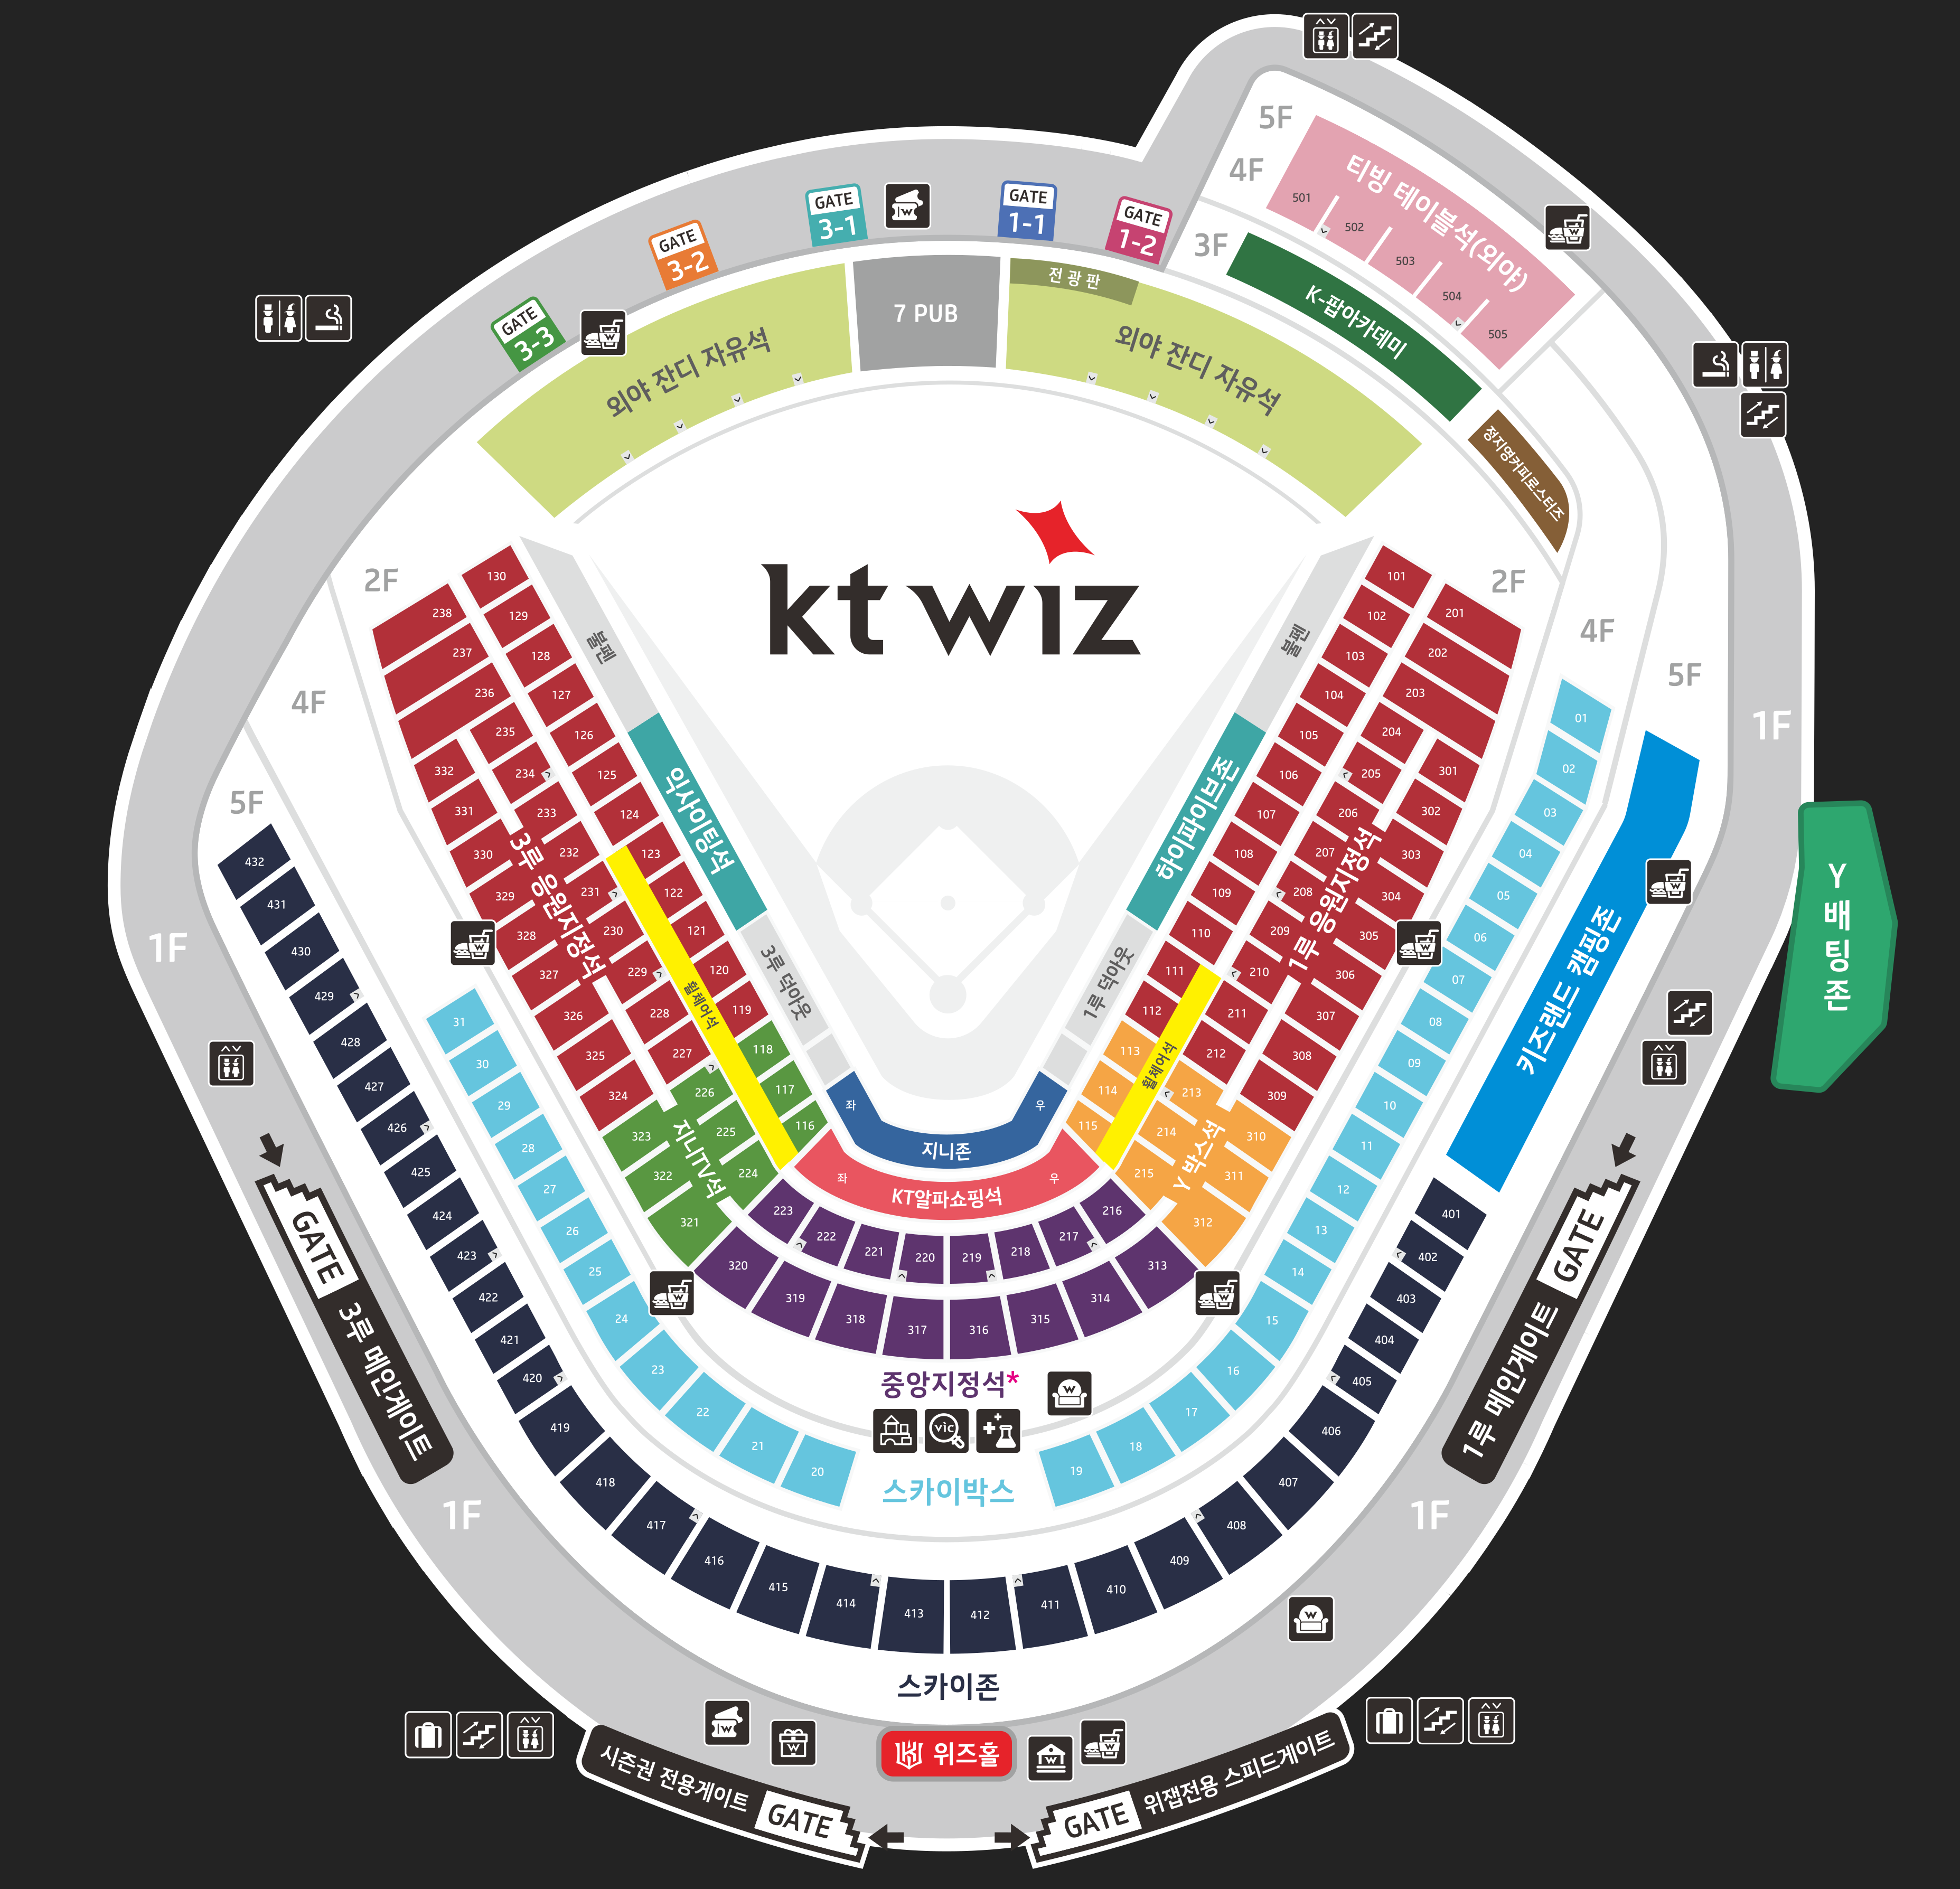 5F
4F
티빙 테이블석(외야)
501
502
503
504
505
3F
K-팝아카데미
정지영커피로스터즈
GATE
3-3
GATE
3-2
GATE
3-1
GATE
1-1
GATE
1-2
외야 잔디 자유석
7 PUB
전광판
외야 잔디 자유석
kt wiz
2F
4F
5F
1F
2F
4F
5F
1F
Y배팅존
불펜
익사이팅석
3루 덕아웃
불펜
하이파이브존
1루 덕아웃
130
129
128
127
126
125
124
123
122
121
120
119
118
117
116
238
237
236
235
234
233
232
231
230
229
228
227
226
225
224
332
331
330
329
328
327
326
325
324
323
322
321
3루 응원지정석
휠체어석
지니TV석
101
102
103
104
105
106
107
108
109
110
111
112
113
114
115
201
202
203
204
205
206
207
208
209
210
211
212
213
214
215
301
302
303
304
305
306
307
308
309
310
311
312
1루 응원지정석
휠체어석
Y 박스석
좌
지니존
우
좌
KT알파쇼핑석
우
223
222
221
220
219
218
217
216
320
319
318
317
316
315
314
313
중앙지정석*
vic
스카이박스
01
02
03
04
05
06
07
08
09
10
11
12
13
14
15
16
17
18
19
20
21
22
23
24
25
26
27
28
29
30
31
키즈랜드 캠핑존
401
402
403
404
405
406
407
408
409
410
411
412
413
414
415
416
417
418
419
420
421
422
423
424
425
426
427
428
429
430
431
432
스카이존
GATE
3루 메인게이트
GATE
1루 메인게이트
1F
1F
위즈홀
시즌권 전용게이트
GATE
GATE
위잽전용 스피드게이트